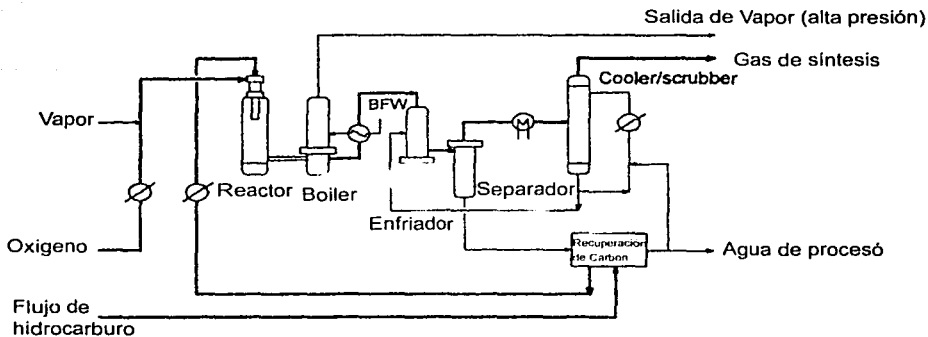 Salida de Vapor (alta presión)
Gas de síntesis
Cooler/scrubber
BFW
Vapor
M
Reactor
Boiler
Separador
Enfriador
Oxigeno
Recuperacion
de Carbon
Agua de procesó
Flujo de
hidrocarburo